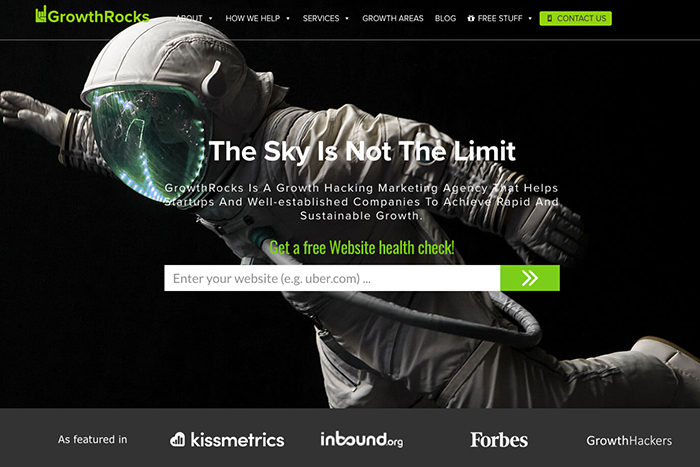 GrowthRocks ABOUT HOW WE HELP SERVICES GROWTH AREAS BLOG FREE STUFF CONTACT US
The Sky Is Not The Limit
GrowthRocks Is A Growth Hacking Marketing Agency That Helps
Startups And Well-established Companies To Achieve Rapid And
Sustainable Growth.
Get a free Website health check!
Enter your website (e.g. uber.com) ...
As featured in kissmetrics inbound.org Forbes GrowthHackers